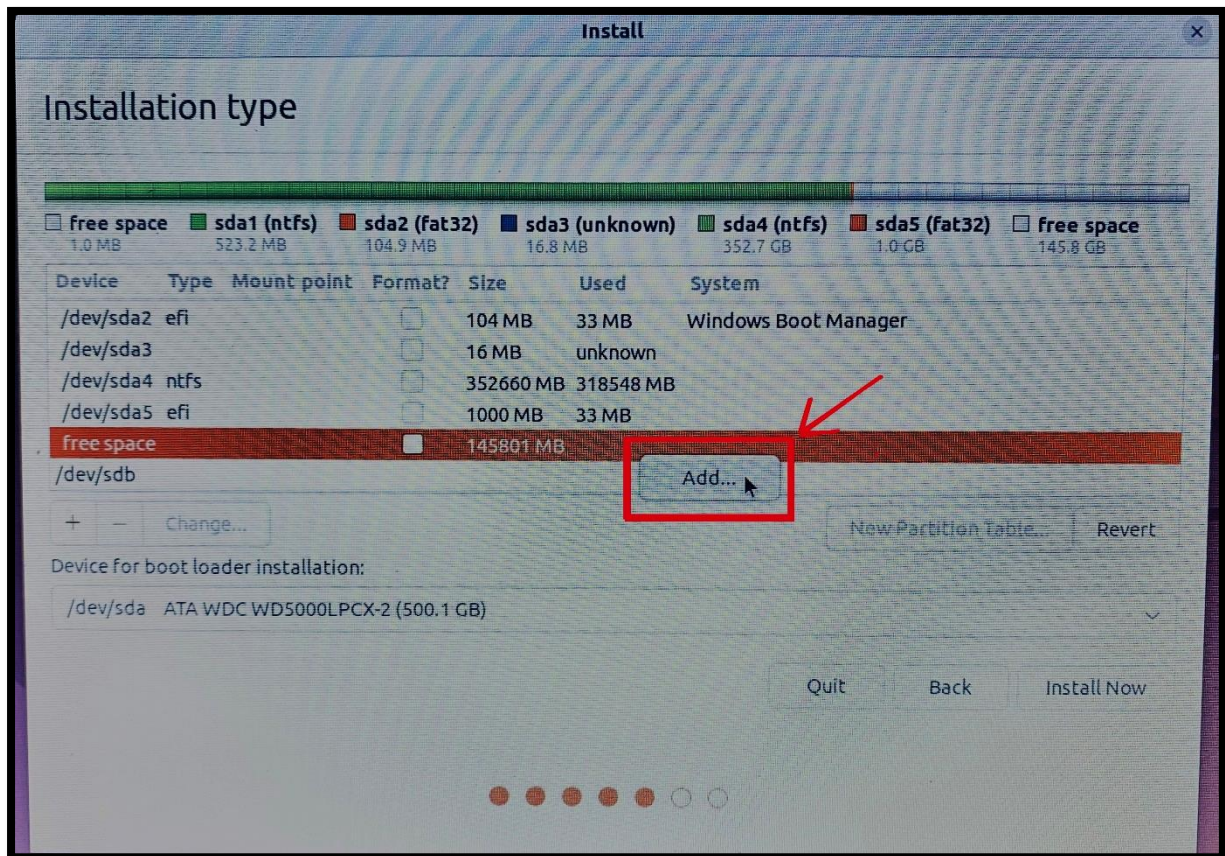 Install
Installation type
free space sda1 (ntfs) sda2 (fat32) sda3 (unknown) sda4 (ntfs) sda5 (fat32) free space
1.0 MB 523.2 MB 104.9 MB 16.8 MB 352.7 GB 1.0 GB 145.8 GB
Device Type Mount point Format? Size Used System
/dev/sda2 efi 104 MB 33 MB Windows Boot Manager
/dev/sda3 16 MB unknown
/dev/sda4 ntfs 352660 MB 318548 MB
/dev/sda5 efi 1000 MB 33 MB
free space 145801 MB
/dev/sdb
Add...
+ − Change... New Partition Table... Revert
Device for boot loader installation:
/dev/sda ATA WDC WD5000LPCX-2 (500.1 GB)
Quit Back Install Now